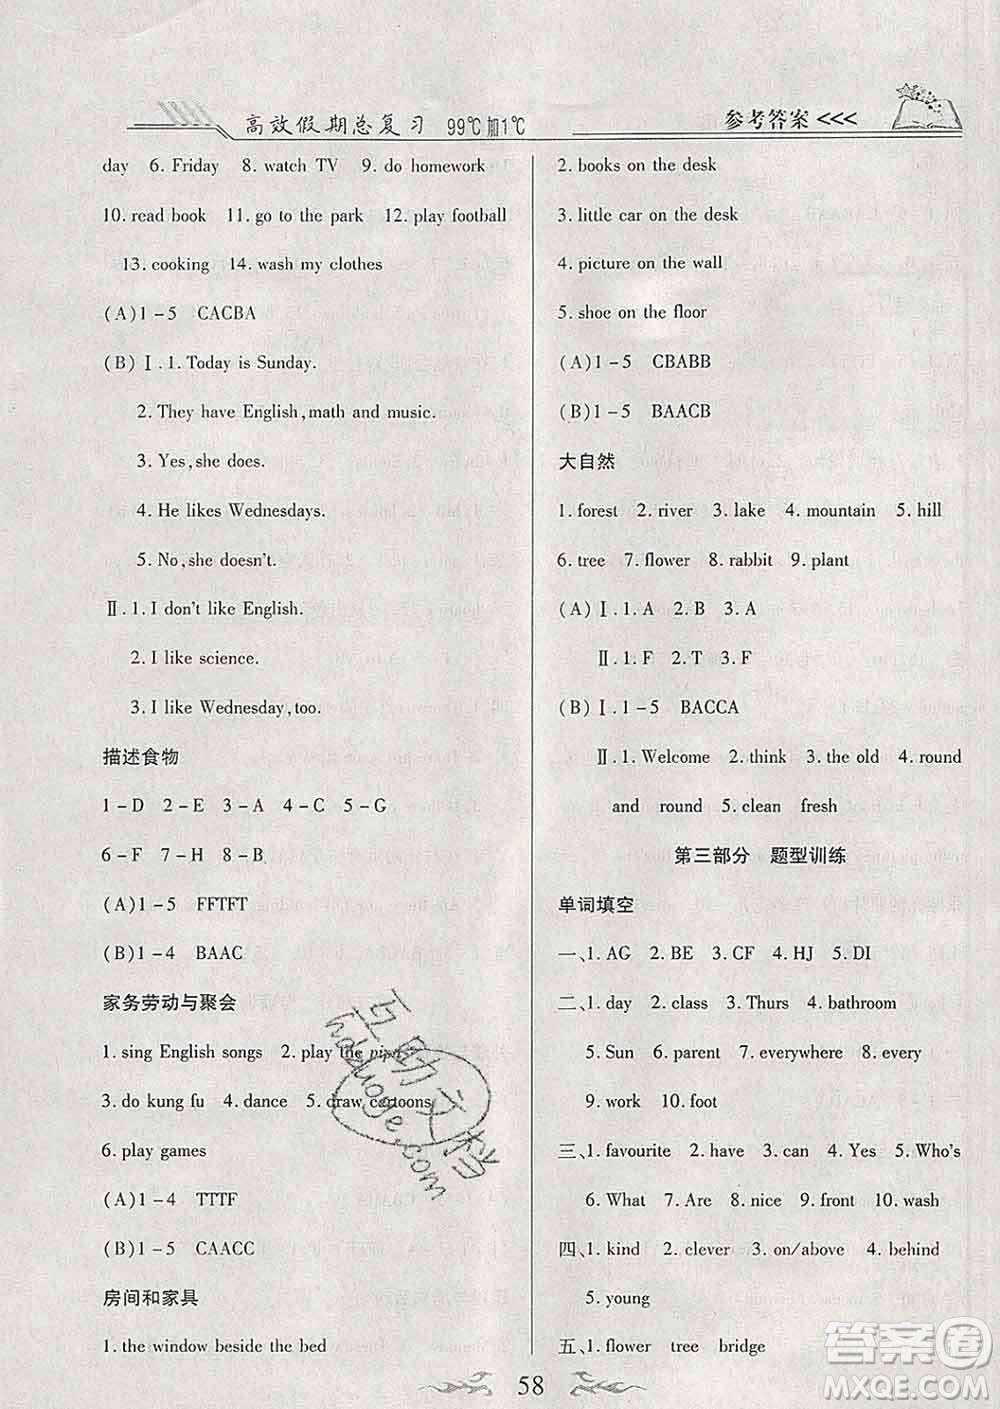 高效假期总复习 99℃加1℃
参考答案 <<<
day 6. Friday 8. watch TV 9. do homework
10. read book 11. go to the park 12. play football
13. cooking 14. wash my clothes
(A)1-5 CACBA
(B)Ⅰ.1. Today is Sunday.
2. They have English,math and music.
3. Yes,she does.
4. He likes Wednesdays.
5. No,she doesn't.
Ⅱ.1. I don't like English.
2. I like science.
3. I like Wednesday,too.
描述食物
1-D 2-E 3-A 4-C 5-G
6-F 7-H 8-B
(A)1-5 FFTFT
(B)1-4 BAAC
家务劳动与聚会
1. sing English songs 2. play the pipa
3. do kung fu 4. dance 5. draw cartoons
6. play games
(A)1-4 TTTF
(B)1-5 CAACC
房间和家具
1. the window beside the bed
2. books on the desk
3. little car on the desk
4. picture on the wall
5. shoe on the floor
(A)1-5 CBABB
(B)1-5 BAACB
大自然
1. forest 2. river 3. lake 4. mountain 5. hill
6. tree 7. flower 8. rabbit 9. plant
(A)Ⅰ.1. A 2. B 3. A
Ⅱ.1. F 2. T 3. F
(B)Ⅰ.1-5 BACCA
Ⅱ.1. Welcome 2. think 3. the old 4. round
and round 5. clean fresh
第三部分 题型训练
单词填空
一、1. AG 2. BE 3. CF 4. HJ 5. DI
二、1. day 2. class 3. Thurs 4. bathroom
5. Sun 6. parent 7. everywhere 8. every
9. work 10. foot
三、1. favourite 2. have 3. any 4. Yes 5. Who's
6. What 7. Are 8. nice 9. front 10. wash
四、1. kind 2. clever 3. on/above 4. behind
5. young
五、1. flower tree bridge
58
互助文档
hdzuoge.com
答案圈
MXQE.COM